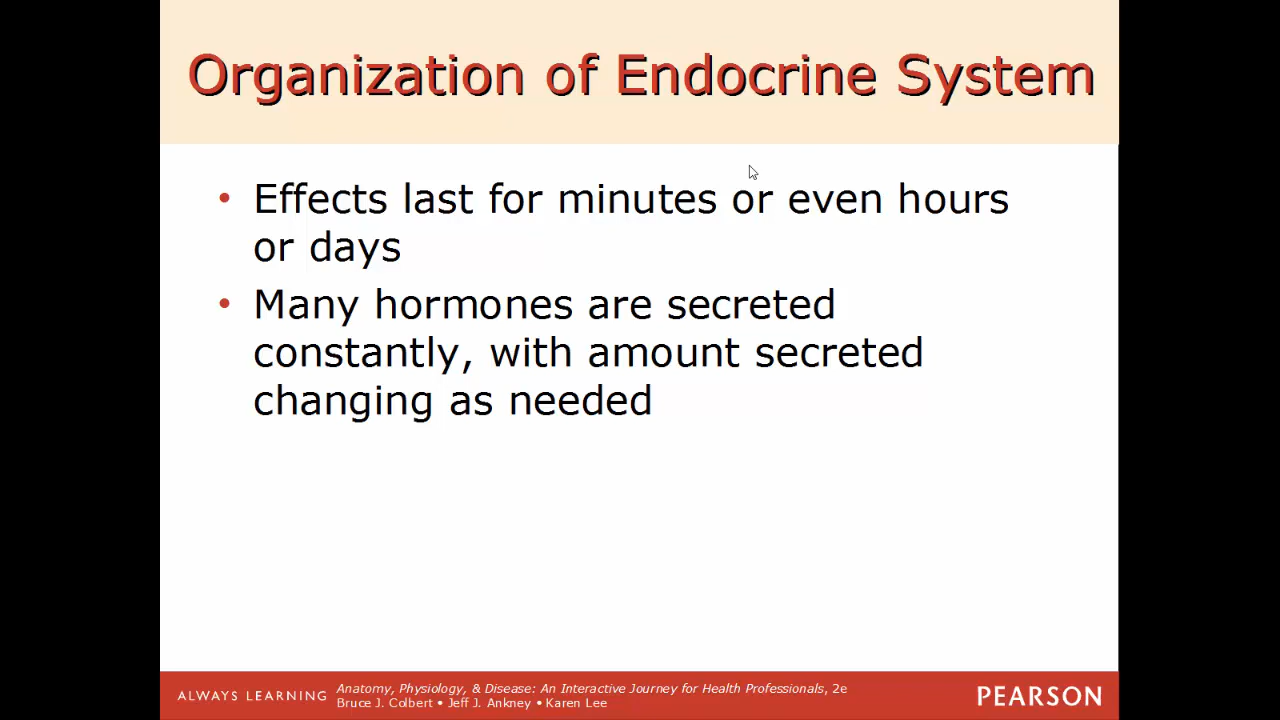 Organization of Endocrine System
• Effects last for minutes or even hours
or days
• Many hormones are secreted
constantly, with amount secreted
changing as needed
ALWAYS LEARNING
Anatomy, Physiology, & Disease: An Interactive Journey for Health Professionals, 2e
Bruce J. Colbert • Jeff J. Ankney • Karen Lee
PEARSON